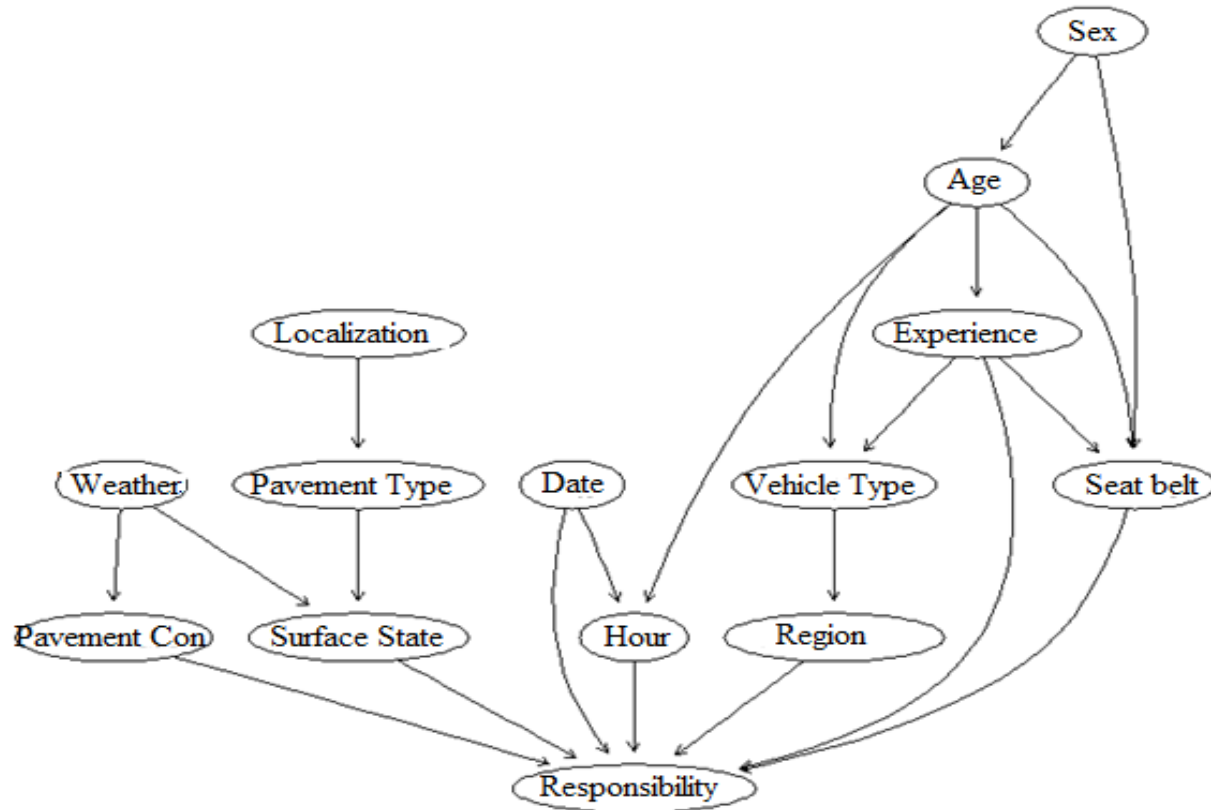 Sex
Age
Localization
Experience
Weather
Pavement Type
Date
Vehicle Type
Seat belt
Pavement Con
Surface State
Hour
Region
Responsibility